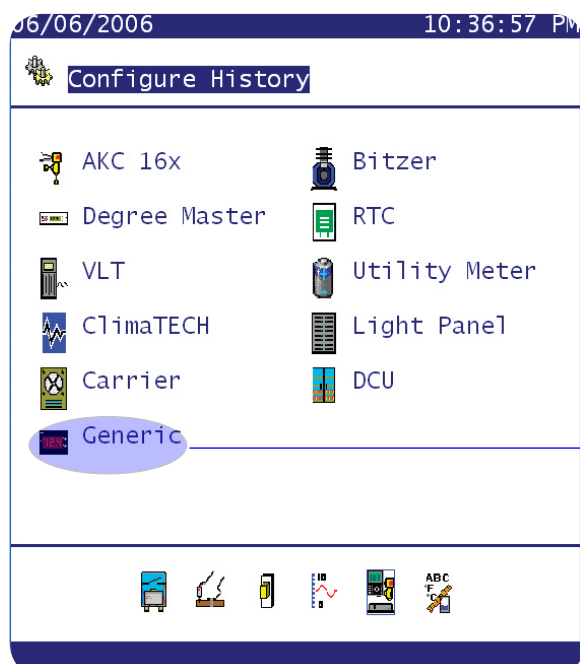 06/06/2006 10:36:57 PM
Configure History
AKC 16x
Bitzer
Degree Master
RTC
VLT
Utility Meter
ClimaTECH
Light Panel
Carrier
DCU
Generic
10
ABC
°F
°C